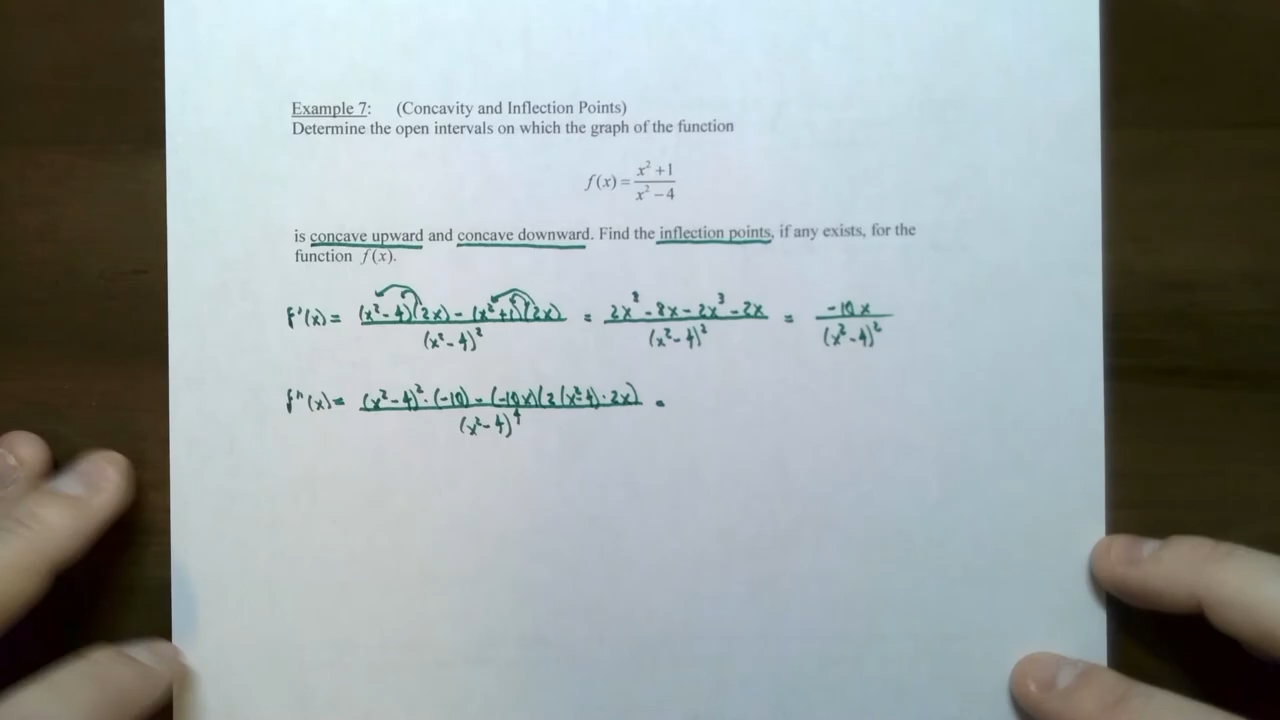 Example 7: (Concavity and Inflection Points)
Determine the open intervals on which the graph of the function
f(x) = (x² + 1)/(x² − 4)
is concave upward and concave downward. Find the inflection points, if any exists, for the
function f(x).
f'(x) = ((x² − 4)(2x) − (x² + 1)(2x))/(x² − 4)² = (2x³ − 8x − 2x³ − 2x)/(x² − 4)² = −10x/(x² − 4)²
f"(x) = ((x² − 4)² · (−10) − (−10x)(2(x² − 4) · 2x))/(x² − 4)⁴ =